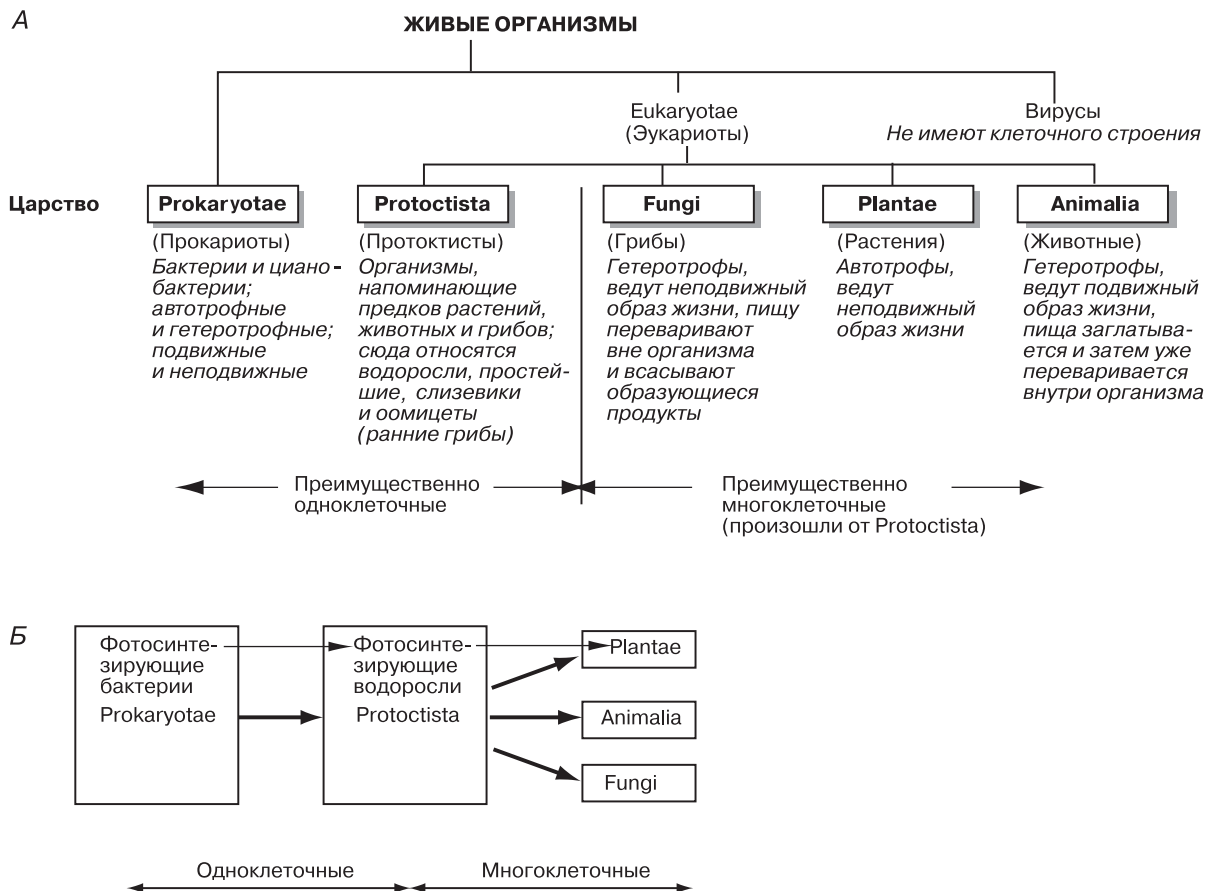 А
ЖИВЫЕ ОРГАНИЗМЫ
Eukaryotae
(Эукариоты)
Вирусы
Не имеют клеточного строения
Царство
Prokaryotae
(Прокариоты)
Бактерии и циано-
бактерии;
автотрофные
и гетеротрофные;
подвижные
и неподвижные
Protoctista
(Протоктисты)
Организмы,
напоминающие
предков растений,
животных и грибов;
сюда относятся
водоросли, простей-
шие, слизевики
и оомицеты
(ранние грибы)
Fungi
(Грибы)
Гетеротрофы,
ведут неподвижный
образ жизни, пищу
переваривают
вне организма
и всасывают
образующиеся
продукты
Plantae
(Растения)
Автотрофы,
ведут
неподвижный
образ жизни
Animalia
(Животные)
Гетеротрофы,
ведут подвижный
образ жизни,
пища заглатыва-
ется и затем уже
переваривается
внутри организма
Преимущественно
одноклеточные
Преимущественно
многоклеточные
(произошли от Protoctista)
Б
Фотосинте-
зирующие
бактерии
Prokaryotae
Фотосинте-
зирующие
водоросли
Protoctista
Plantae
Animalia
Fungi
Одноклеточные
Многоклеточные